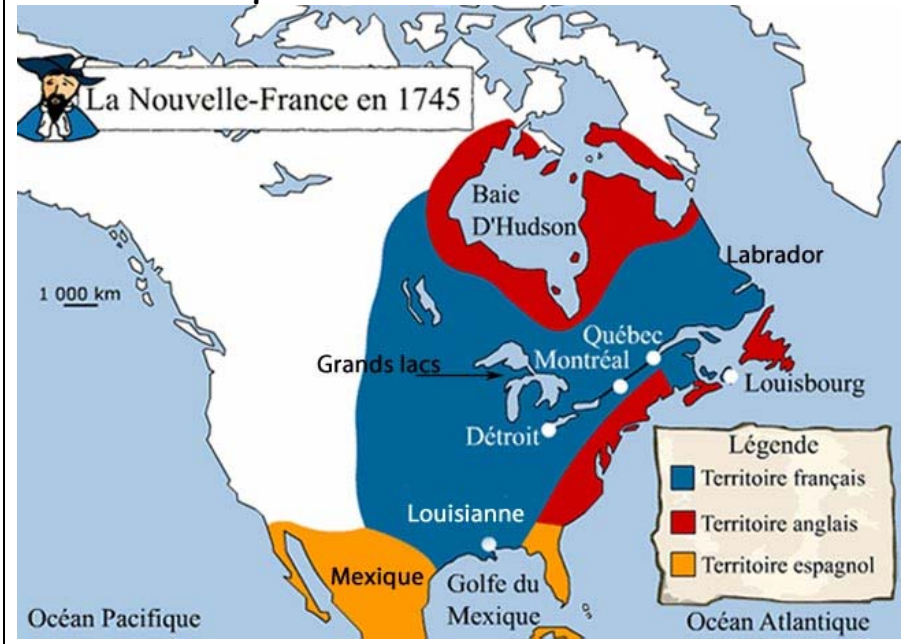 La Nouvelle-France en 1745
Baie
D'Hudson
Labrador
1 000 km
Québec
Montréal
Grands lacs
Louisbourg
Détroit
Légende
Territoire français
Territoire anglais
Territoire espagnol
Louisianne
Mexique
Golfe du
Mexique
Océan Pacifique
Océan Atlantique